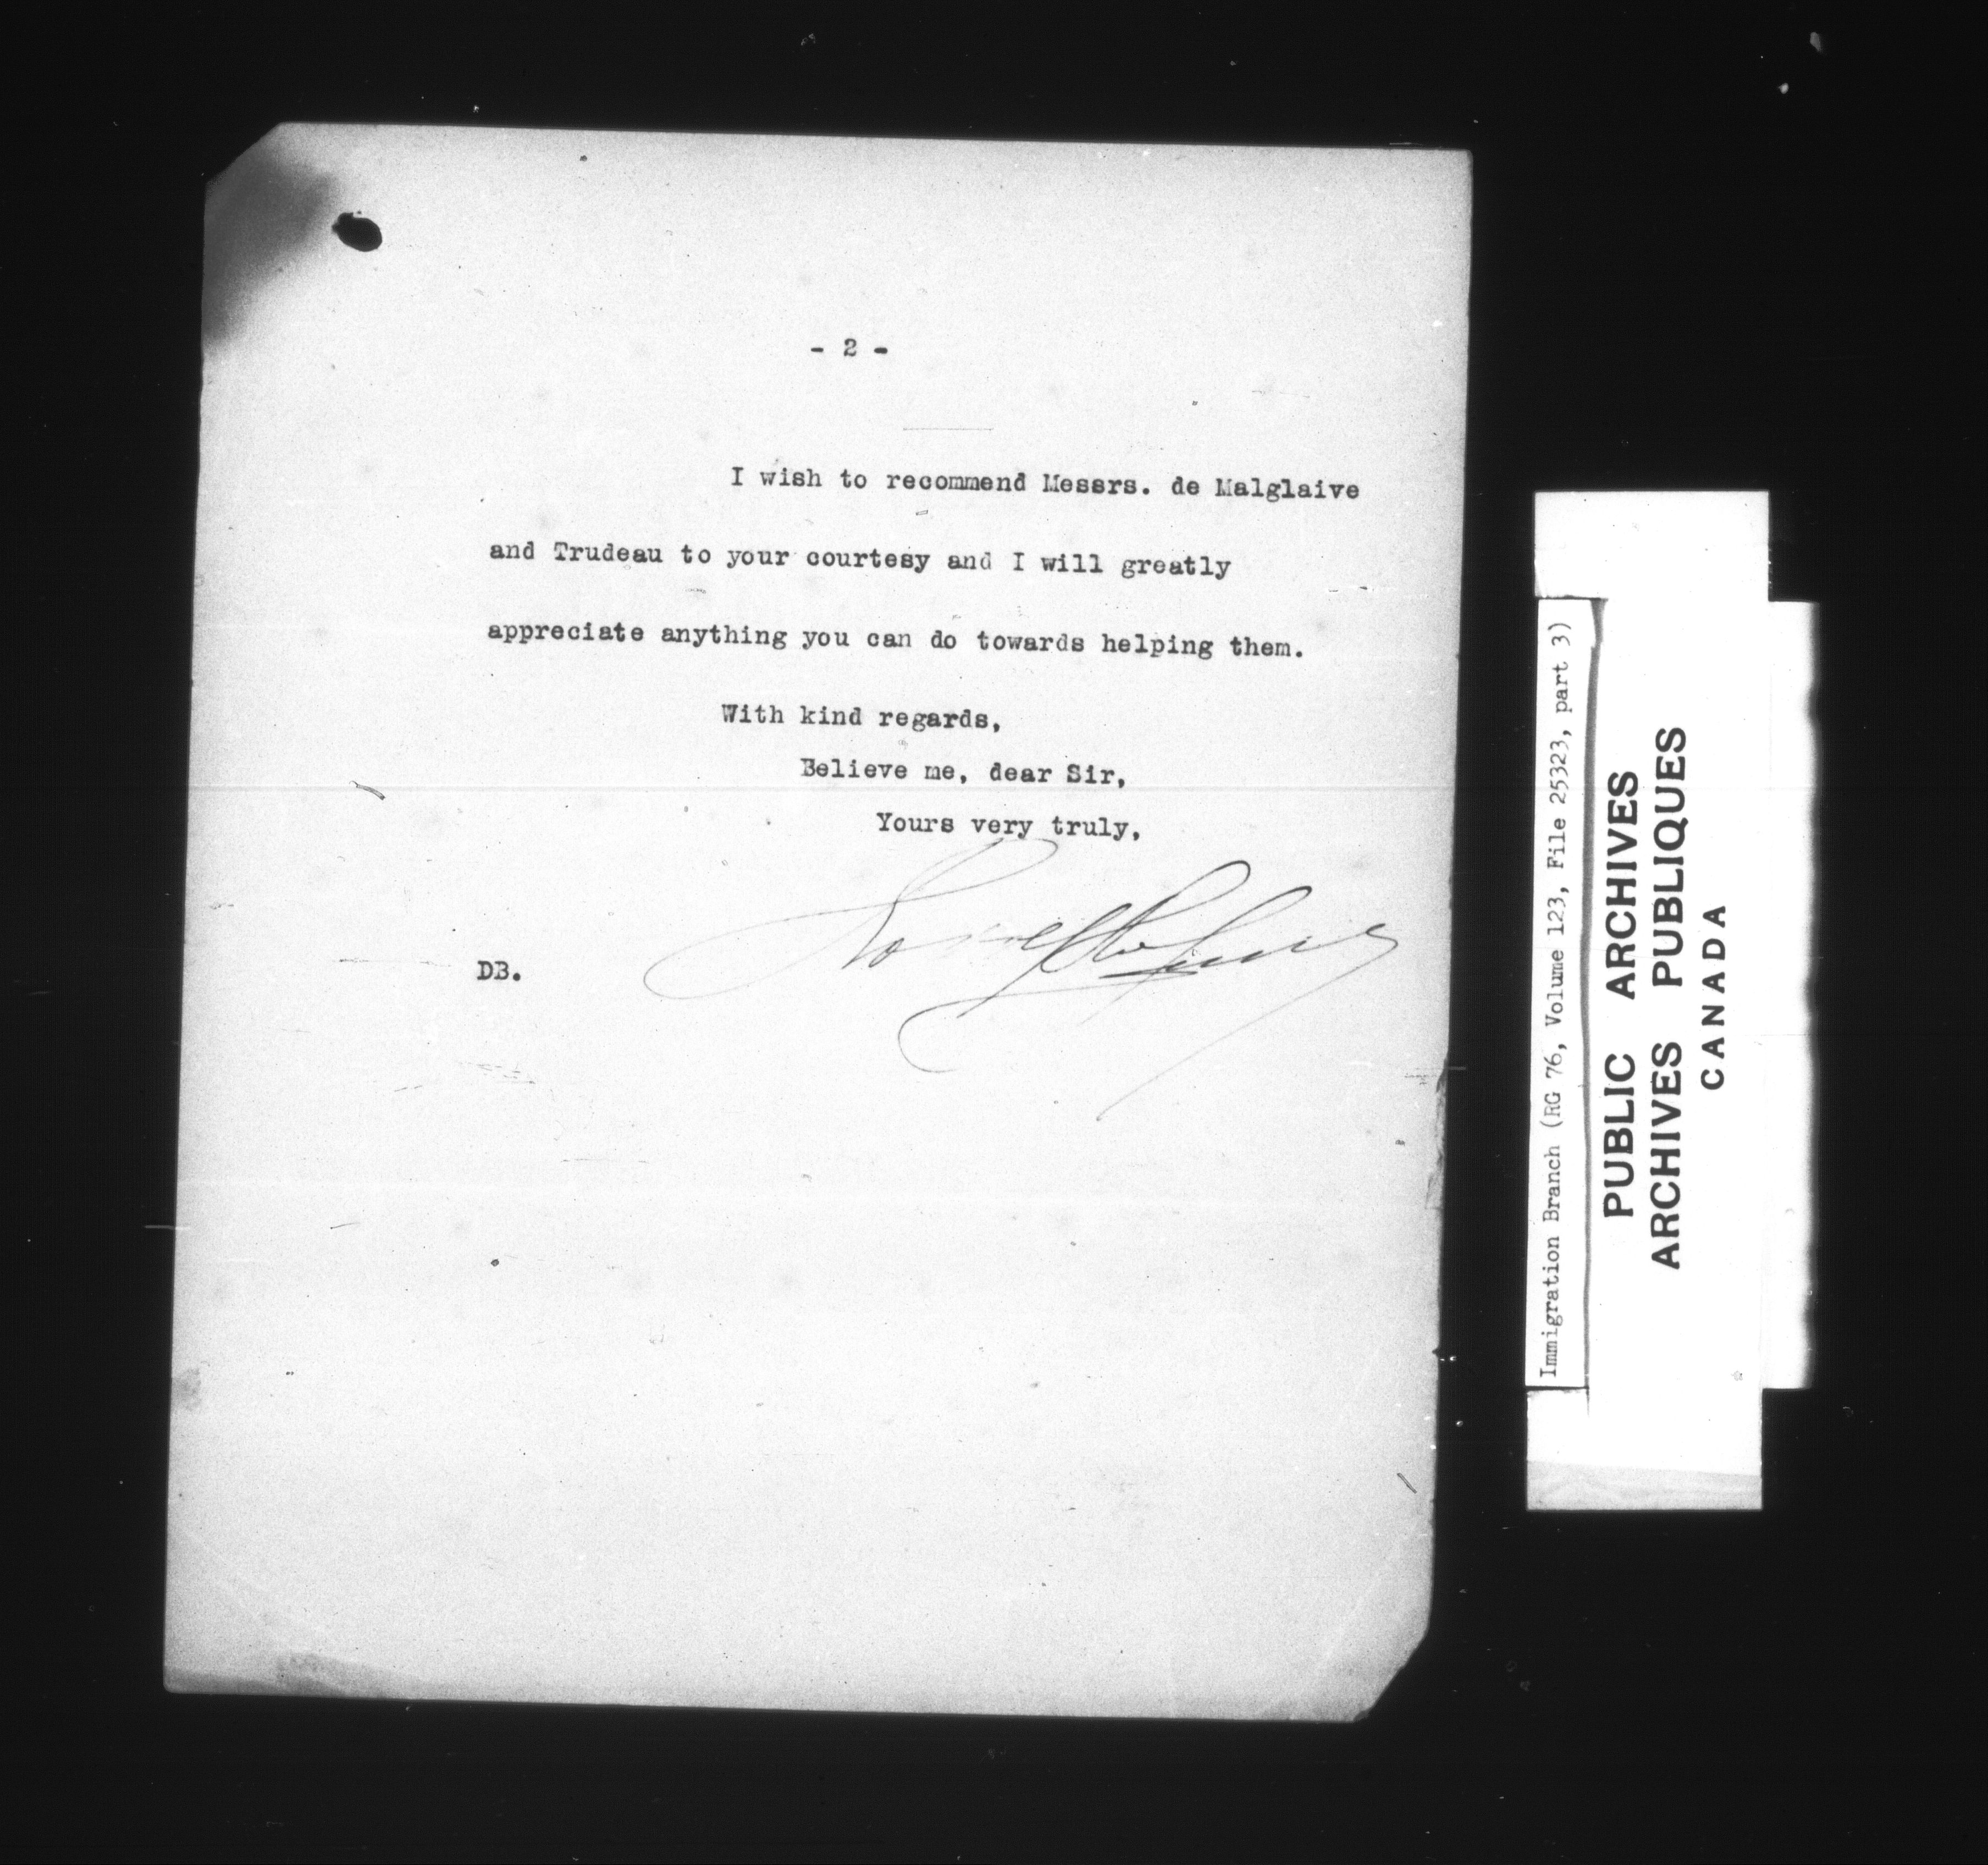 - 2 -
I wish to recommend Messrs. de Malglaive
and Trudeau to your courtesy and I will greatly
appreciate anything you can do towards helping them.
With kind regards,
Believe me, dear Sir,
Yours very truly,
DB.
Immigration Branch (RG 76, Volume 123, File 25323, part 3)
PUBLIC ARCHIVES
ARCHIVES PUBLIQUES
CANADA